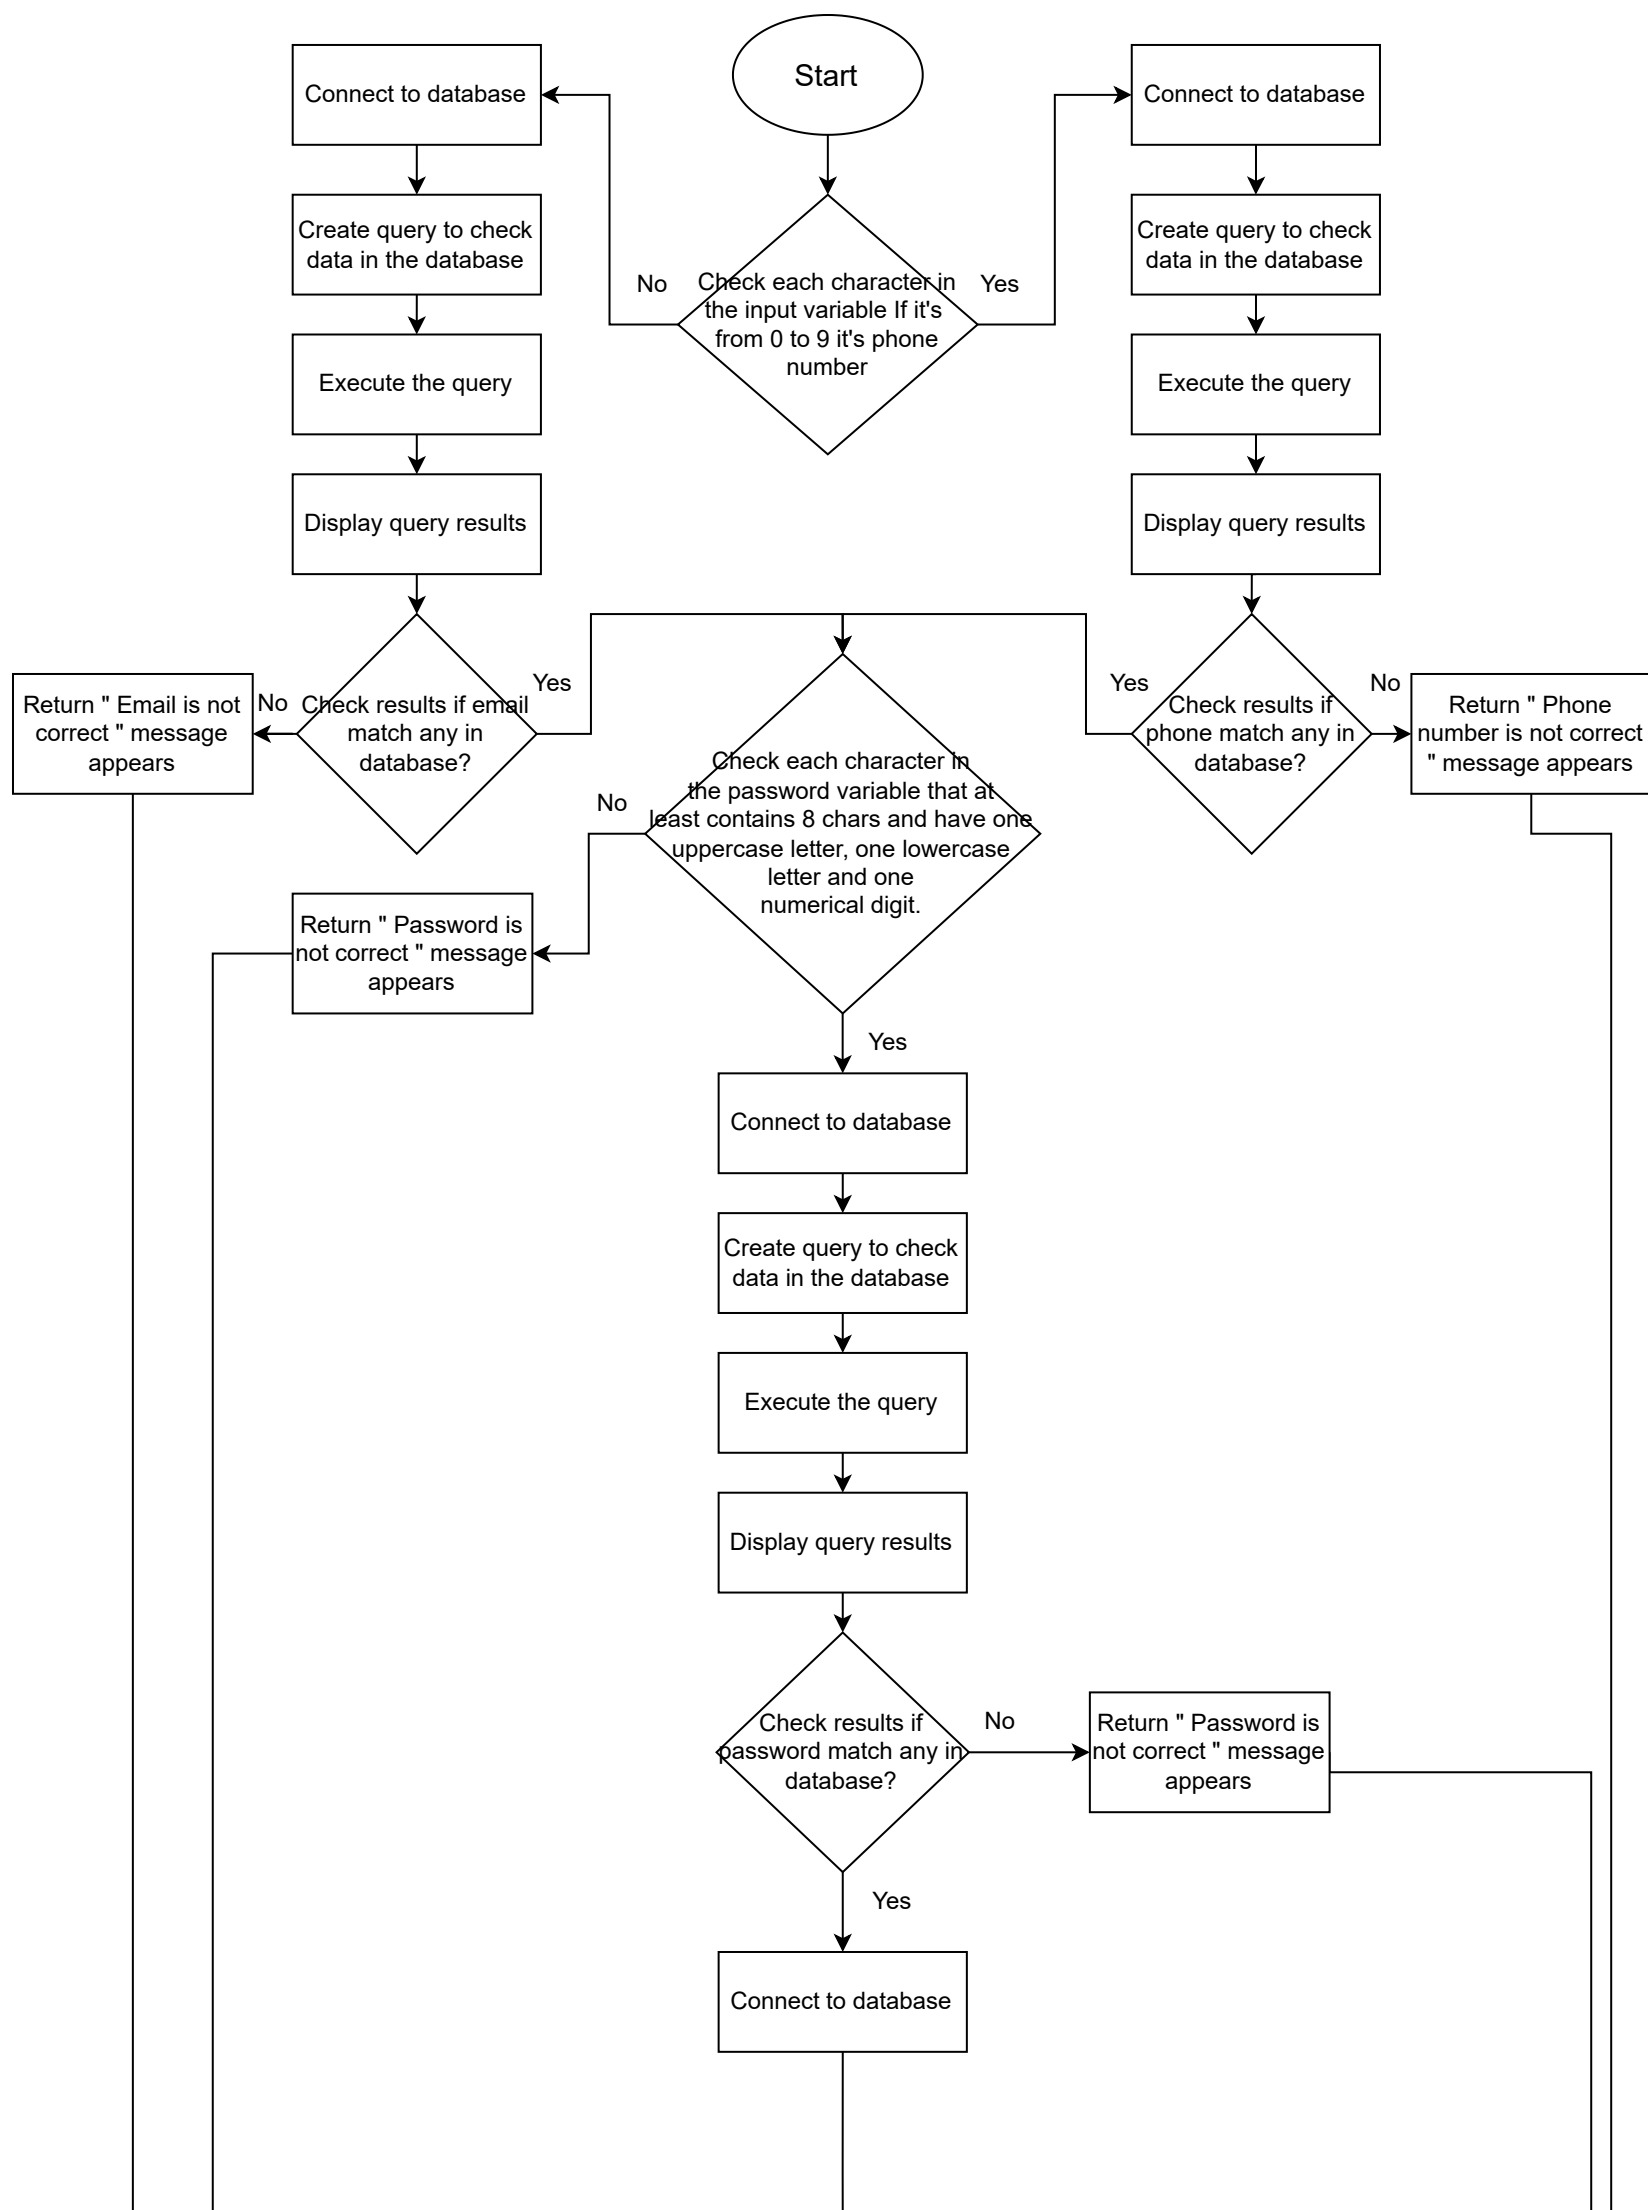 Start
Connect to database
Connect to database
Create query to check
data in the database
Create query to check
data in the database
No
Check each character in
the input variable If it's
from 0 to 9 it's phone
number
Yes
Execute the query
Execute the query
Display query results
Display query results
Return " Email is not
correct " message
appears
No
Check results if email
match any in
database?
Yes
Yes
Check results if
phone match any in
database?
No
Return " Phone
number is not correct
" message appears
No
Check each character in
the password variable that at
least contains 8 chars and have one
uppercase letter, one lowercase
letter and one
numerical digit.
Return " Password is
not correct " message
appears
Yes
Connect to database
Create query to check
data in the database
Execute the query
Display query results
Check results if
password match any in
database?
No
Return " Password is
not correct " message
appears
Yes
Connect to database